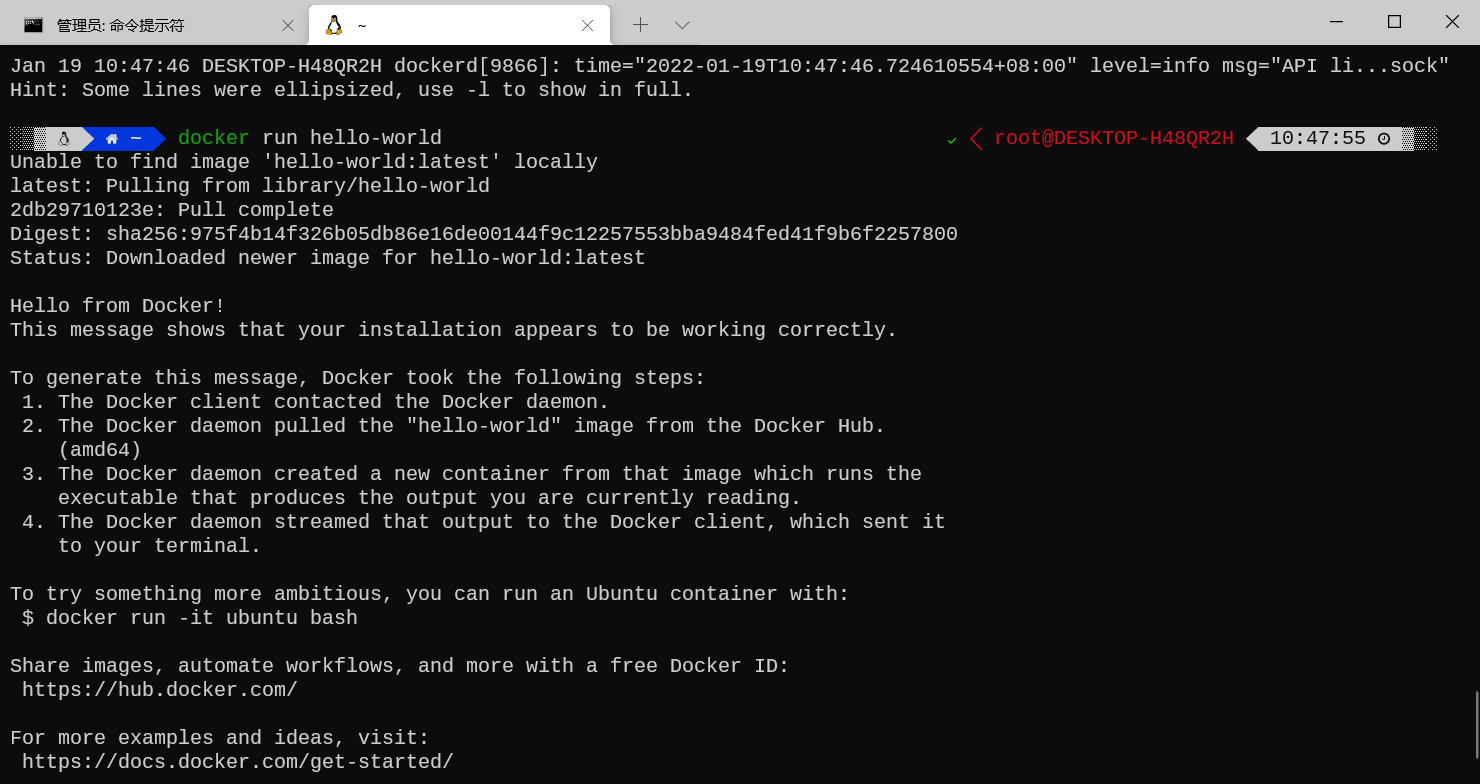 管理员: 命令提示符
~
Jan 19 10:47:46 DESKTOP-H48QR2H dockerd[9866]: time="2022-01-19T10:47:46.724610554+08:00" level=info msg="API li...sock"
Hint: Some lines were ellipsized, use -l to show in full.
~ docker run hello-world root@DESKTOP-H48QR2H 10:47:55
Unable to find image 'hello-world:latest' locally
latest: Pulling from library/hello-world
2db29710123e: Pull complete
Digest: sha256:975f4b14f326b05db86e16de00144f9c12257553bba9484fed41f9b6f2257800
Status: Downloaded newer image for hello-world:latest
Hello from Docker!
This message shows that your installation appears to be working correctly.
To generate this message, Docker took the following steps:
1. The Docker client contacted the Docker daemon.
2. The Docker daemon pulled the "hello-world" image from the Docker Hub.
(amd64)
3. The Docker daemon created a new container from that image which runs the
executable that produces the output you are currently reading.
4. The Docker daemon streamed that output to the Docker client, which sent it
to your terminal.
To try something more ambitious, you can run an Ubuntu container with:
$ docker run -it ubuntu bash
Share images, automate workflows, and more with a free Docker ID:
https://hub.docker.com/
For more examples and ideas, visit:
https://docs.docker.com/get-started/